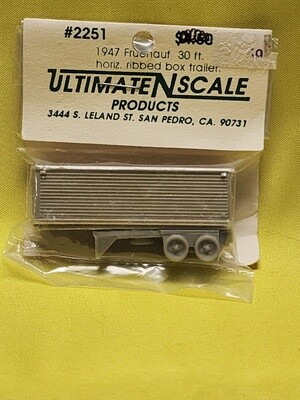 #2251
1947 Fruehauf 30 ft.
horiz. ribbed box trailer.
ULTIMATE N SCALE
PRODUCTS
3444 S. LELAND ST. SAN PEDRO, CA. 90731